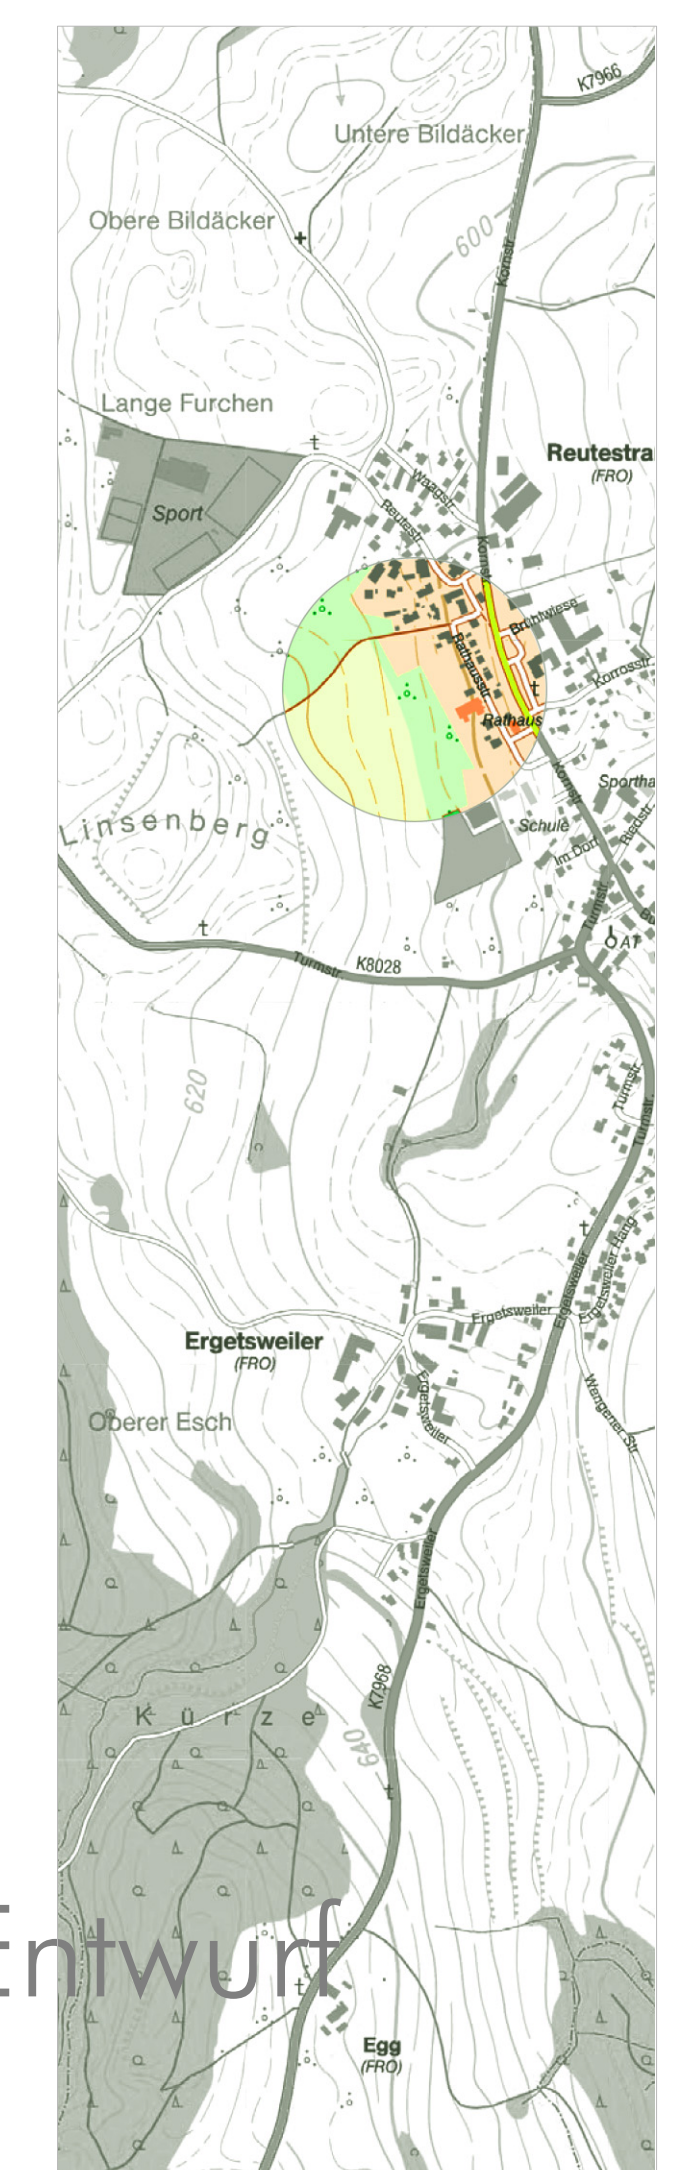 K7966
Untere Bildäcker
Obere Bildäcker
600
Kornstr.
Lange Furchen
Reutestra
(FRO)
Waagstr.
Sport
Reutestr.
Kornstr.
Brühlwiese
Rathausstr.
Korrosstr.
Rathaus
Kornstr.
Sportha
Linsenberg
Schule
Riedstr.
Im Dorf
Turmstr.
AT
Turmstr.
K8028
620
Turmstr.
Turmstr.
Ergetsweiler Hang
Ergetsweiler
Ergetsweiler
Ergetsweiler
(FRO)
Ergetsweiler
Wengener Str
Oberer Esch
Ergetsweiler
K7968
Kürze
640
Entwurf
Egg
(FRO)